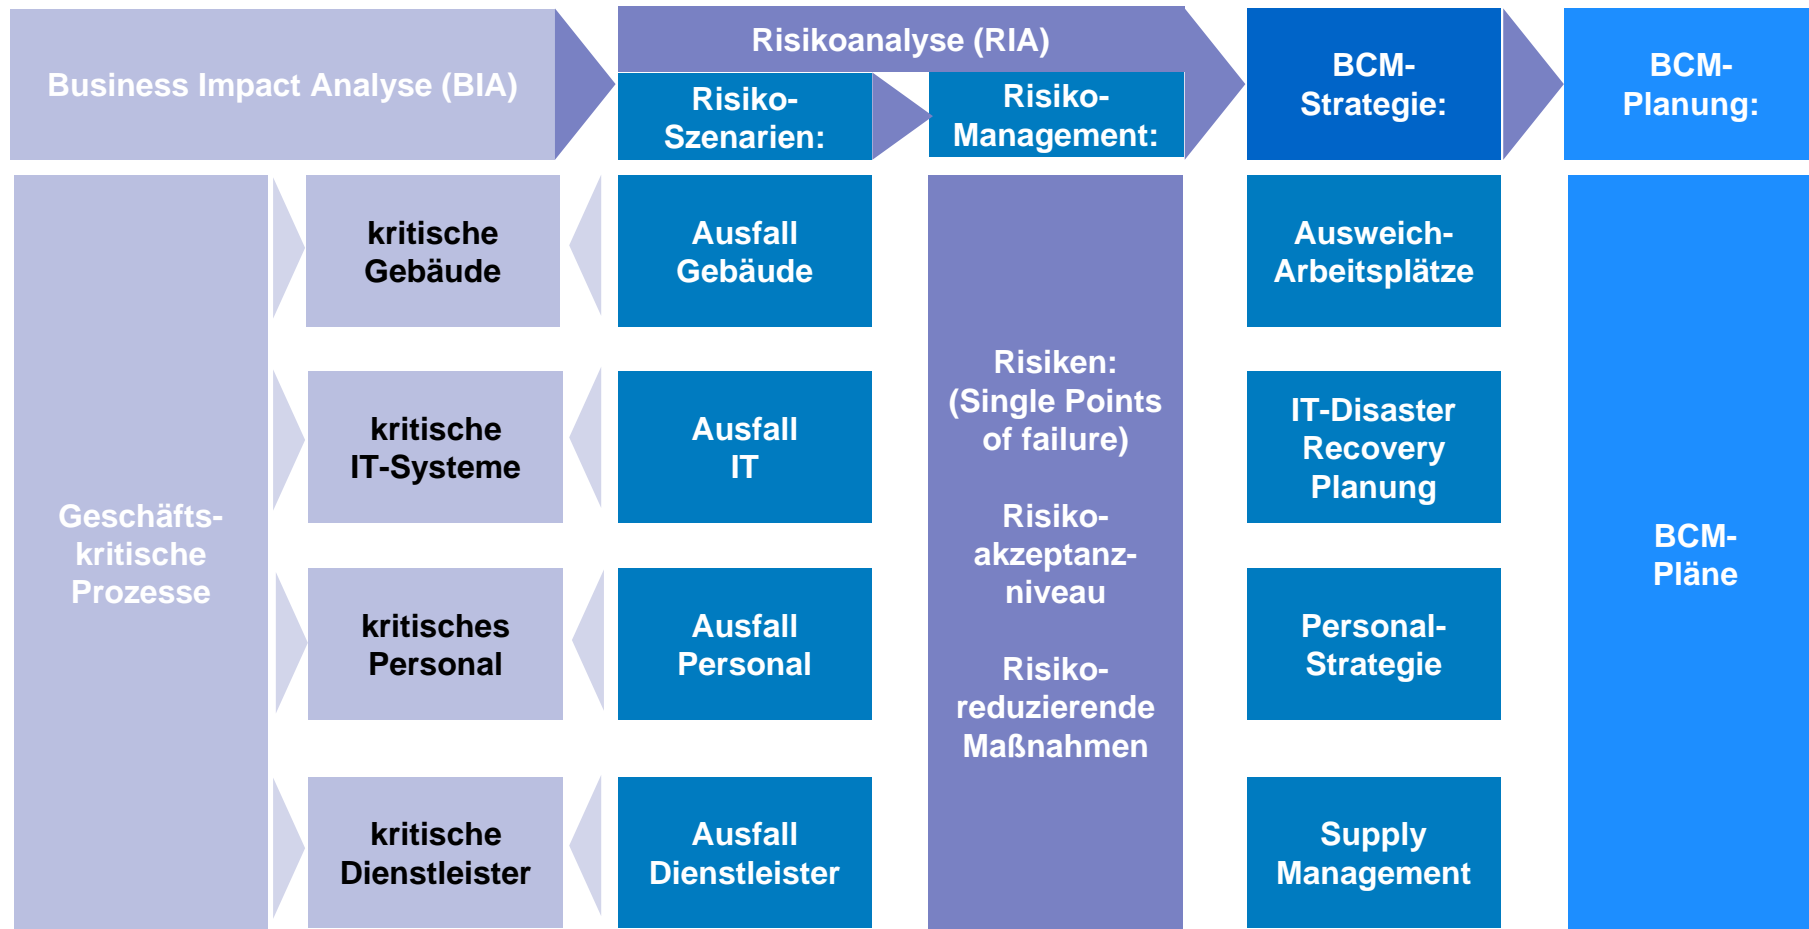 Business Impact Analyse (BIA)
Risikoanalyse (RIA)
Risiko-
Szenarien:
Risiko-
Management:
BCM-
Strategie:
BCM-
Planung:
Geschäfts-
kritische
Prozesse
kritische
Gebäude
kritische
IT-Systeme
kritisches
Personal
kritische
Dienstleister
Ausfall
Gebäude
Ausfall
IT
Ausfall
Personal
Ausfall
Dienstleister
Risiken:
(Single Points
of failure)
Risiko-
akzeptanz-
niveau
Risiko-
reduzierende
Maßnahmen
Ausweich-
Arbeitsplätze
IT-Disaster
Recovery
Planung
Personal-
Strategie
Supply
Management
BCM-
Pläne